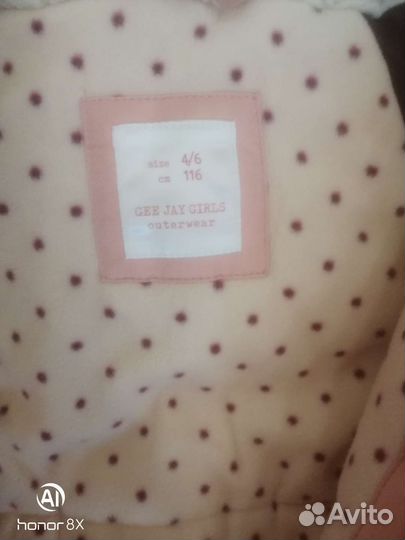 size 4/6
cm 116
GEE JAY GIRLS
outerwear
AI
honor 8X
Avito